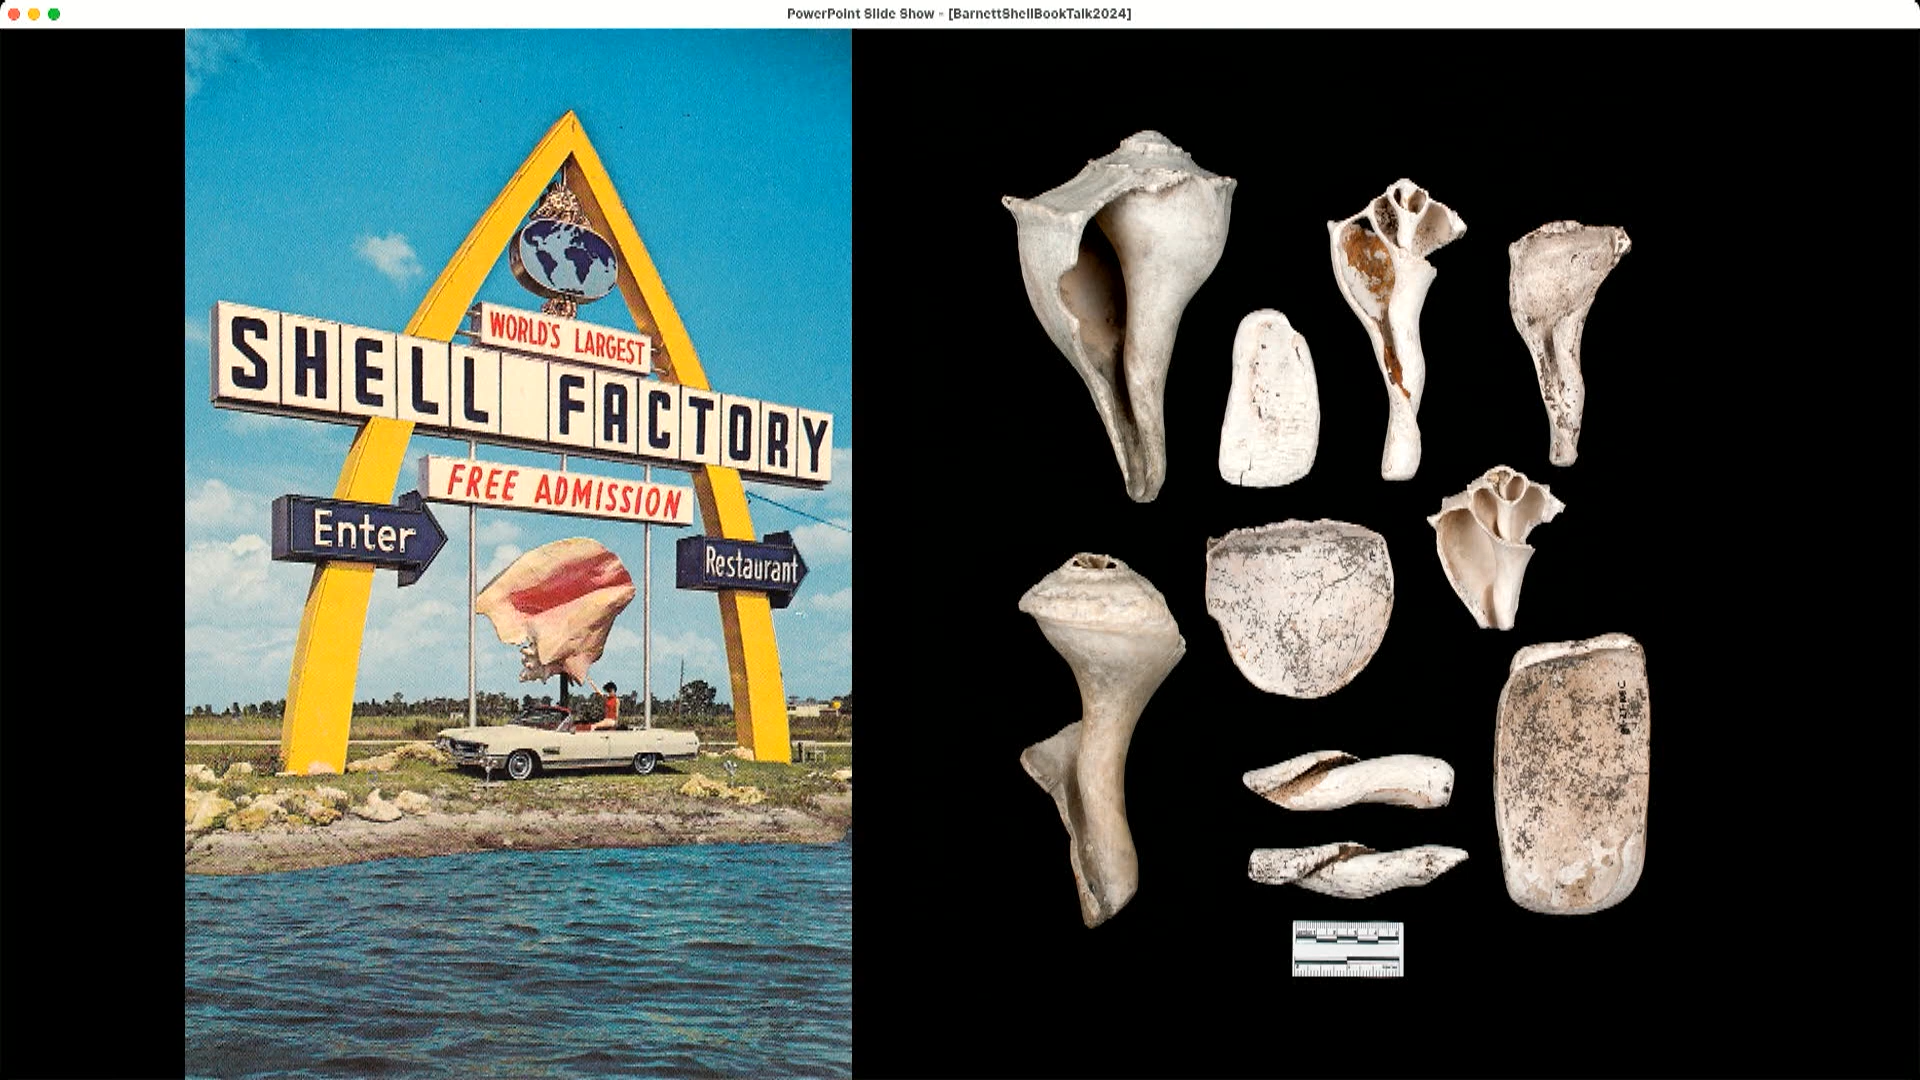 PowerPoint Slide Show - [BarnettShellBookTalk2024]
WORLD'S LARGEST
SHELL FACTORY
FREE ADMISSION
Enter
Restaurant